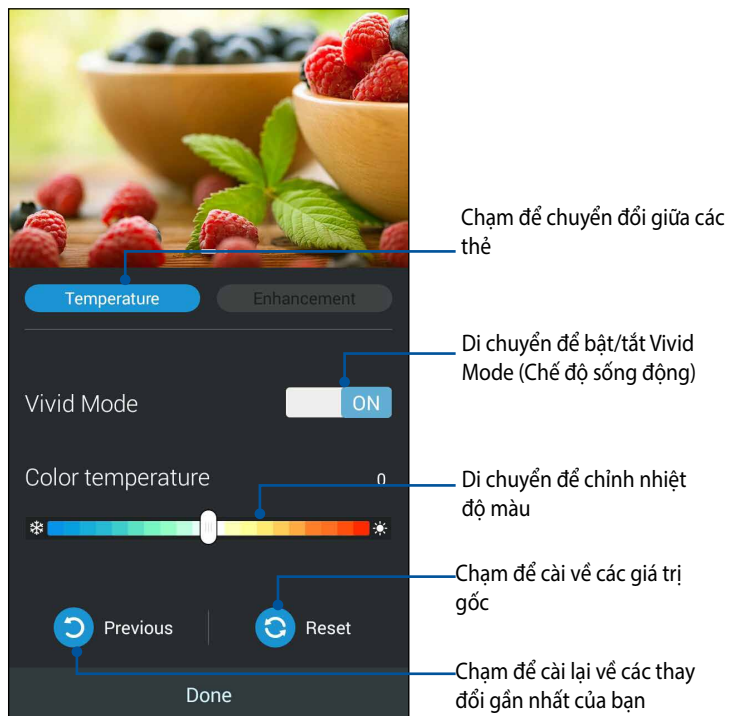 Chạm để chuyển đổi giữa các
thẻ
Temperature
Enhancement
Di chuyển để bật/tắt Vivid
Mode (Chế độ sống động)
Vivid Mode
ON
Color temperature
0
Di chuyển để chỉnh nhiệt
độ màu
Chạm để cài về các giá trị
gốc
Previous
Reset
Chạm để cài lại về các thay
đổi gần nhất của bạn
Done